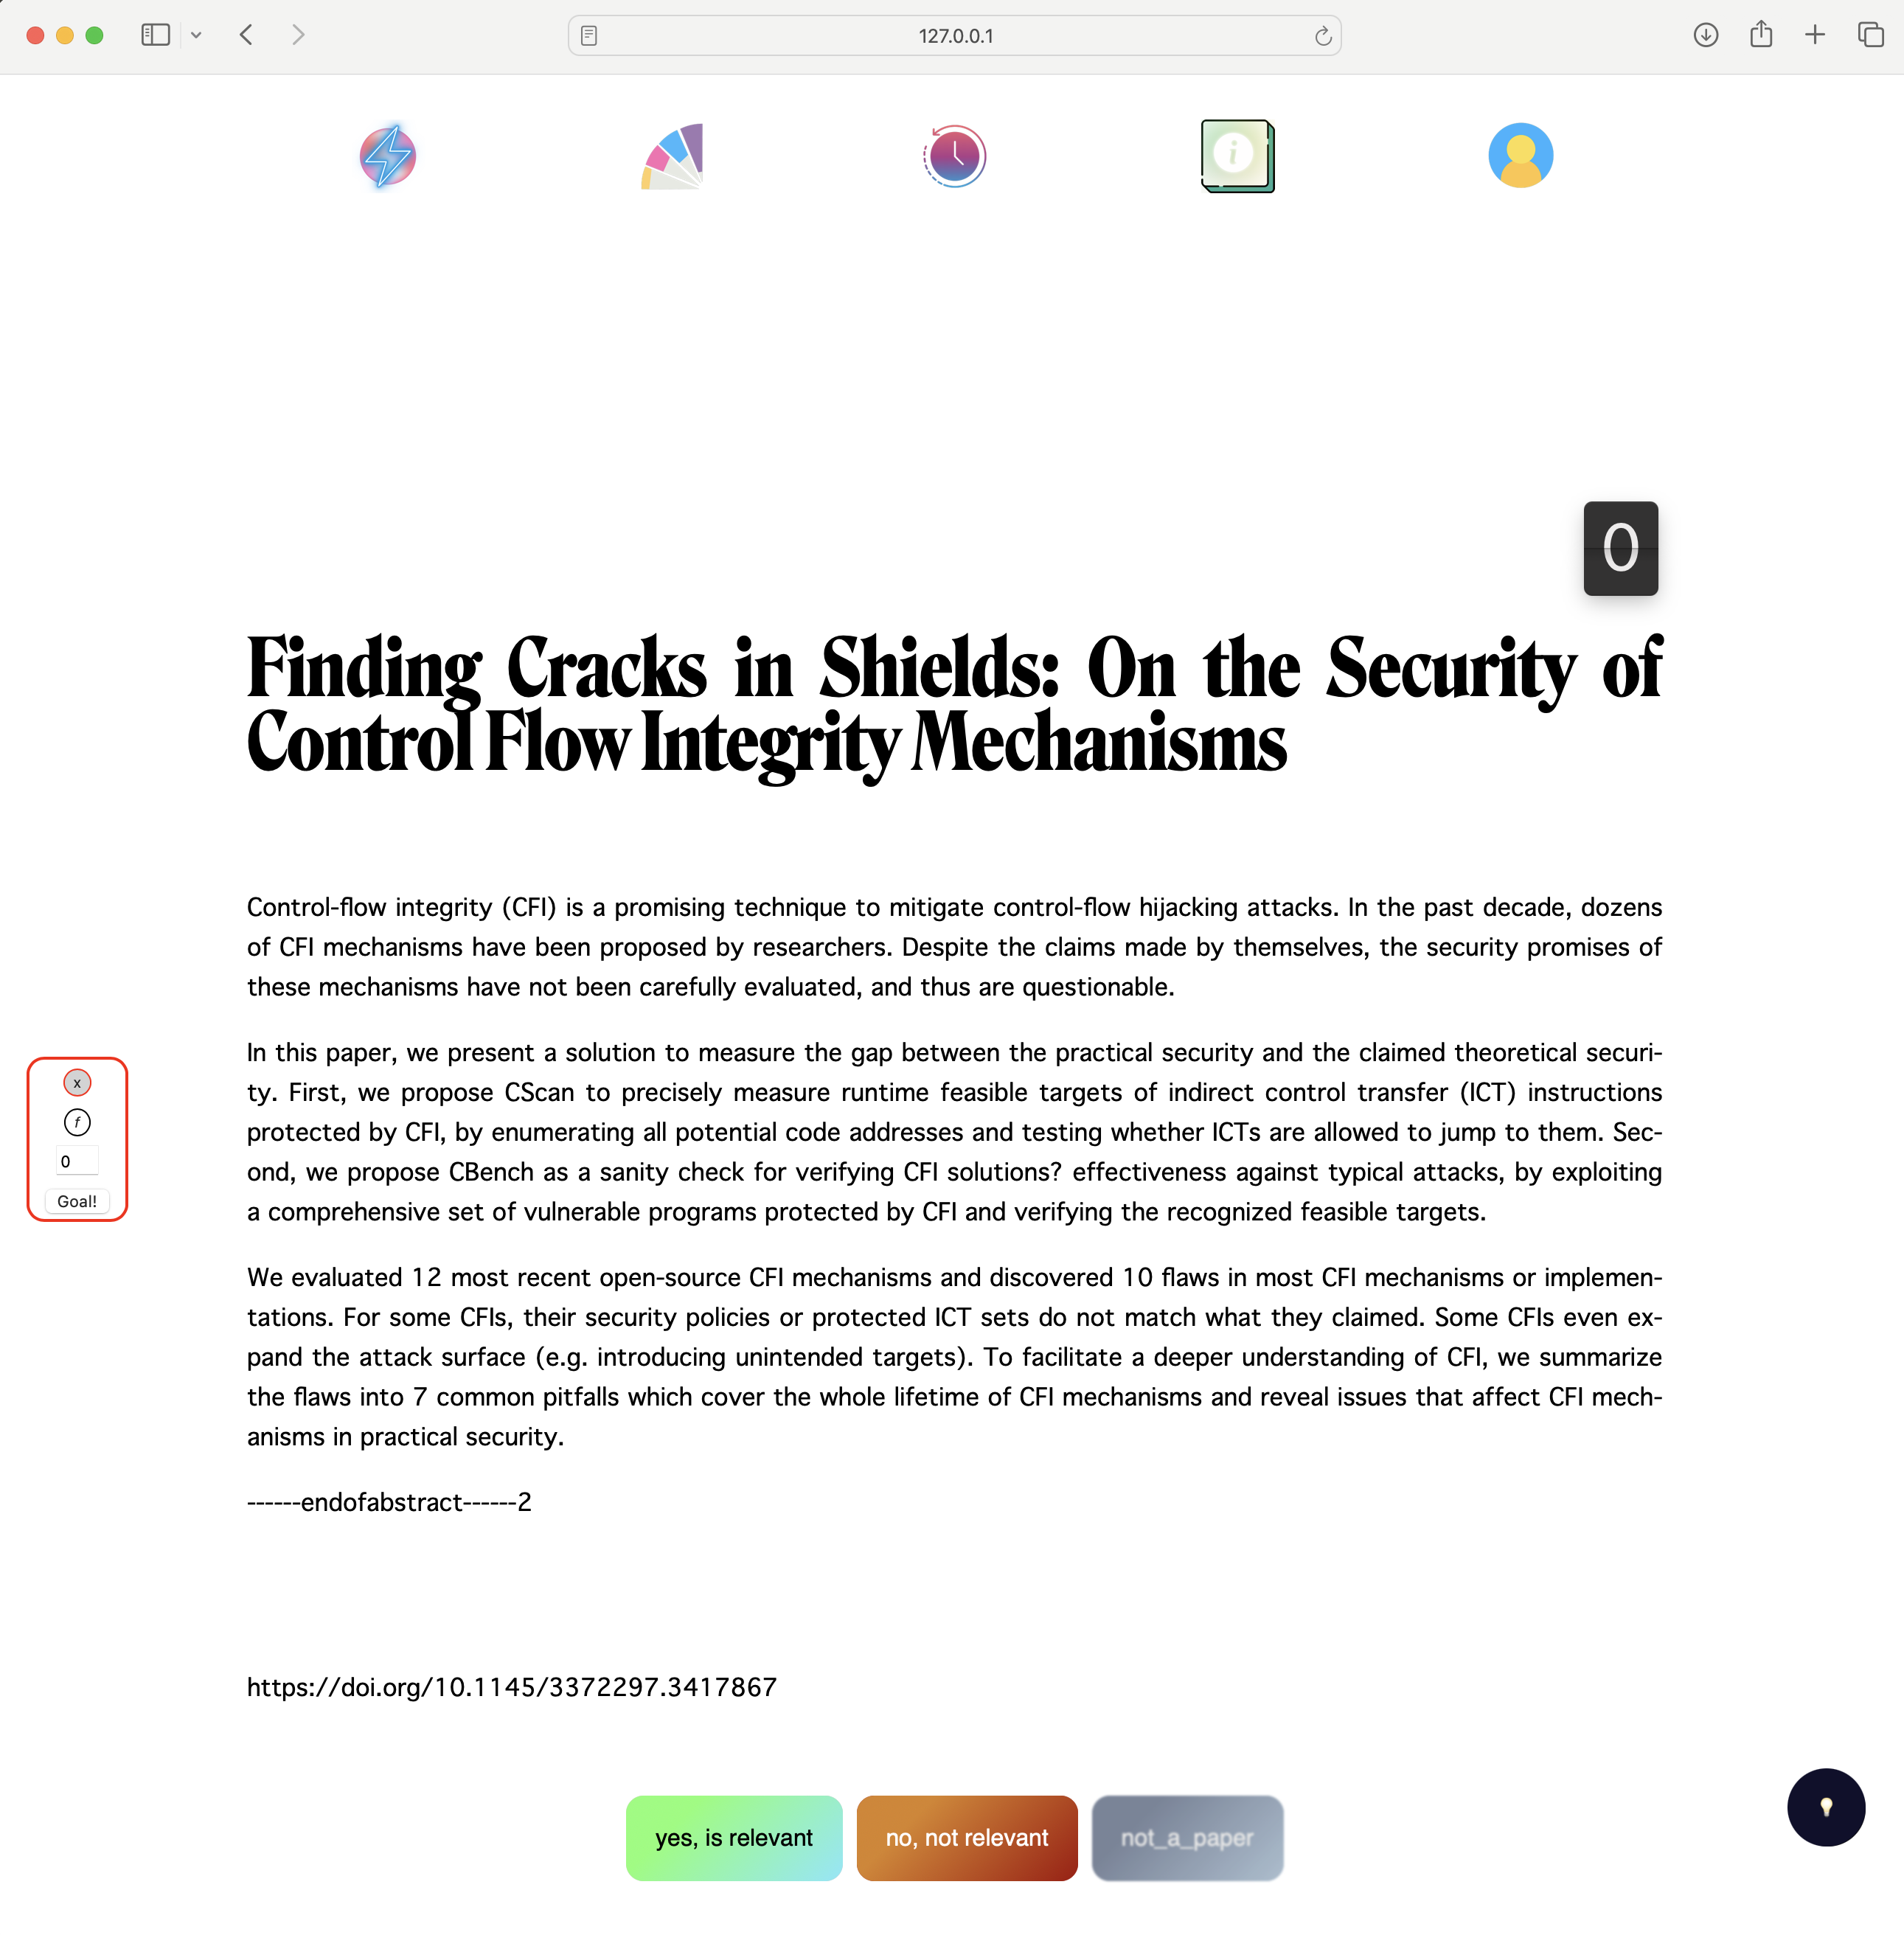 127.0.0.1
i
0
Finding Cracks in Shields: On the Security of
Control Flow Integrity Mechanisms
Control-flow integrity (CFI) is a promising technique to mitigate control-flow hijacking attacks. In the past decade, dozens
of CFI mechanisms have been proposed by researchers. Despite the claims made by themselves, the security promises of
these mechanisms have not been carefully evaluated, and thus are questionable.
In this paper, we present a solution to measure the gap between the practical security and the claimed theoretical securi-
ty. First, we propose CScan to precisely measure runtime feasible targets of indirect control transfer (ICT) instructions
protected by CFI, by enumerating all potential code addresses and testing whether ICTs are allowed to jump to them. Sec-
ond, we propose CBench as a sanity check for verifying CFI solutions? effectiveness against typical attacks, by exploiting
a comprehensive set of vulnerable programs protected by CFI and verifying the recognized feasible targets.
We evaluated 12 most recent open-source CFI mechanisms and discovered 10 flaws in most CFI mechanisms or implemen-
tations. For some CFIs, their security policies or protected ICT sets do not match what they claimed. Some CFIs even ex-
pand the attack surface (e.g. introducing unintended targets). To facilitate a deeper understanding of CFI, we summarize
the flaws into 7 common pitfalls which cover the whole lifetime of CFI mechanisms and reveal issues that affect CFI mech-
anisms in practical security.
------endofabstract------2
x
f
0
Goal!
https://doi.org/10.1145/3372297.3417867
yes, is relevant
no, not relevant
not_a_paper